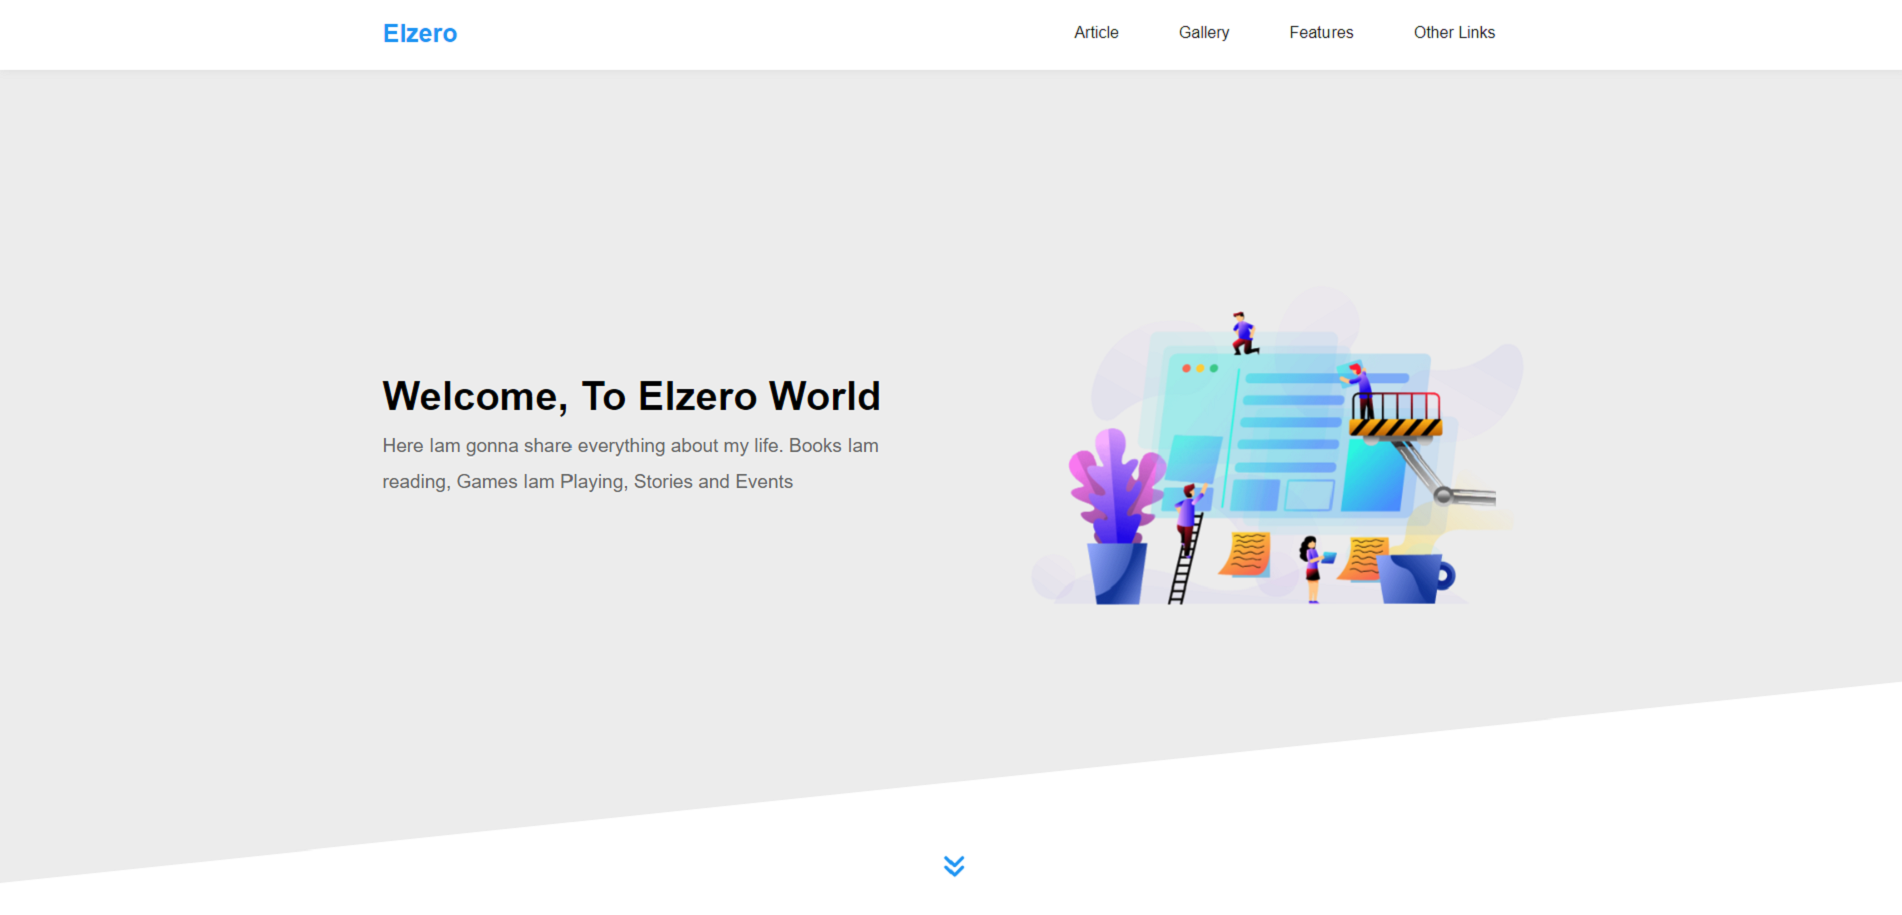 Elzero
Article
Gallery
Features
Other Links
Welcome, To Elzero World
Here Iam gonna share everything about my life. Books Iam
reading, Games Iam Playing, Stories and Events